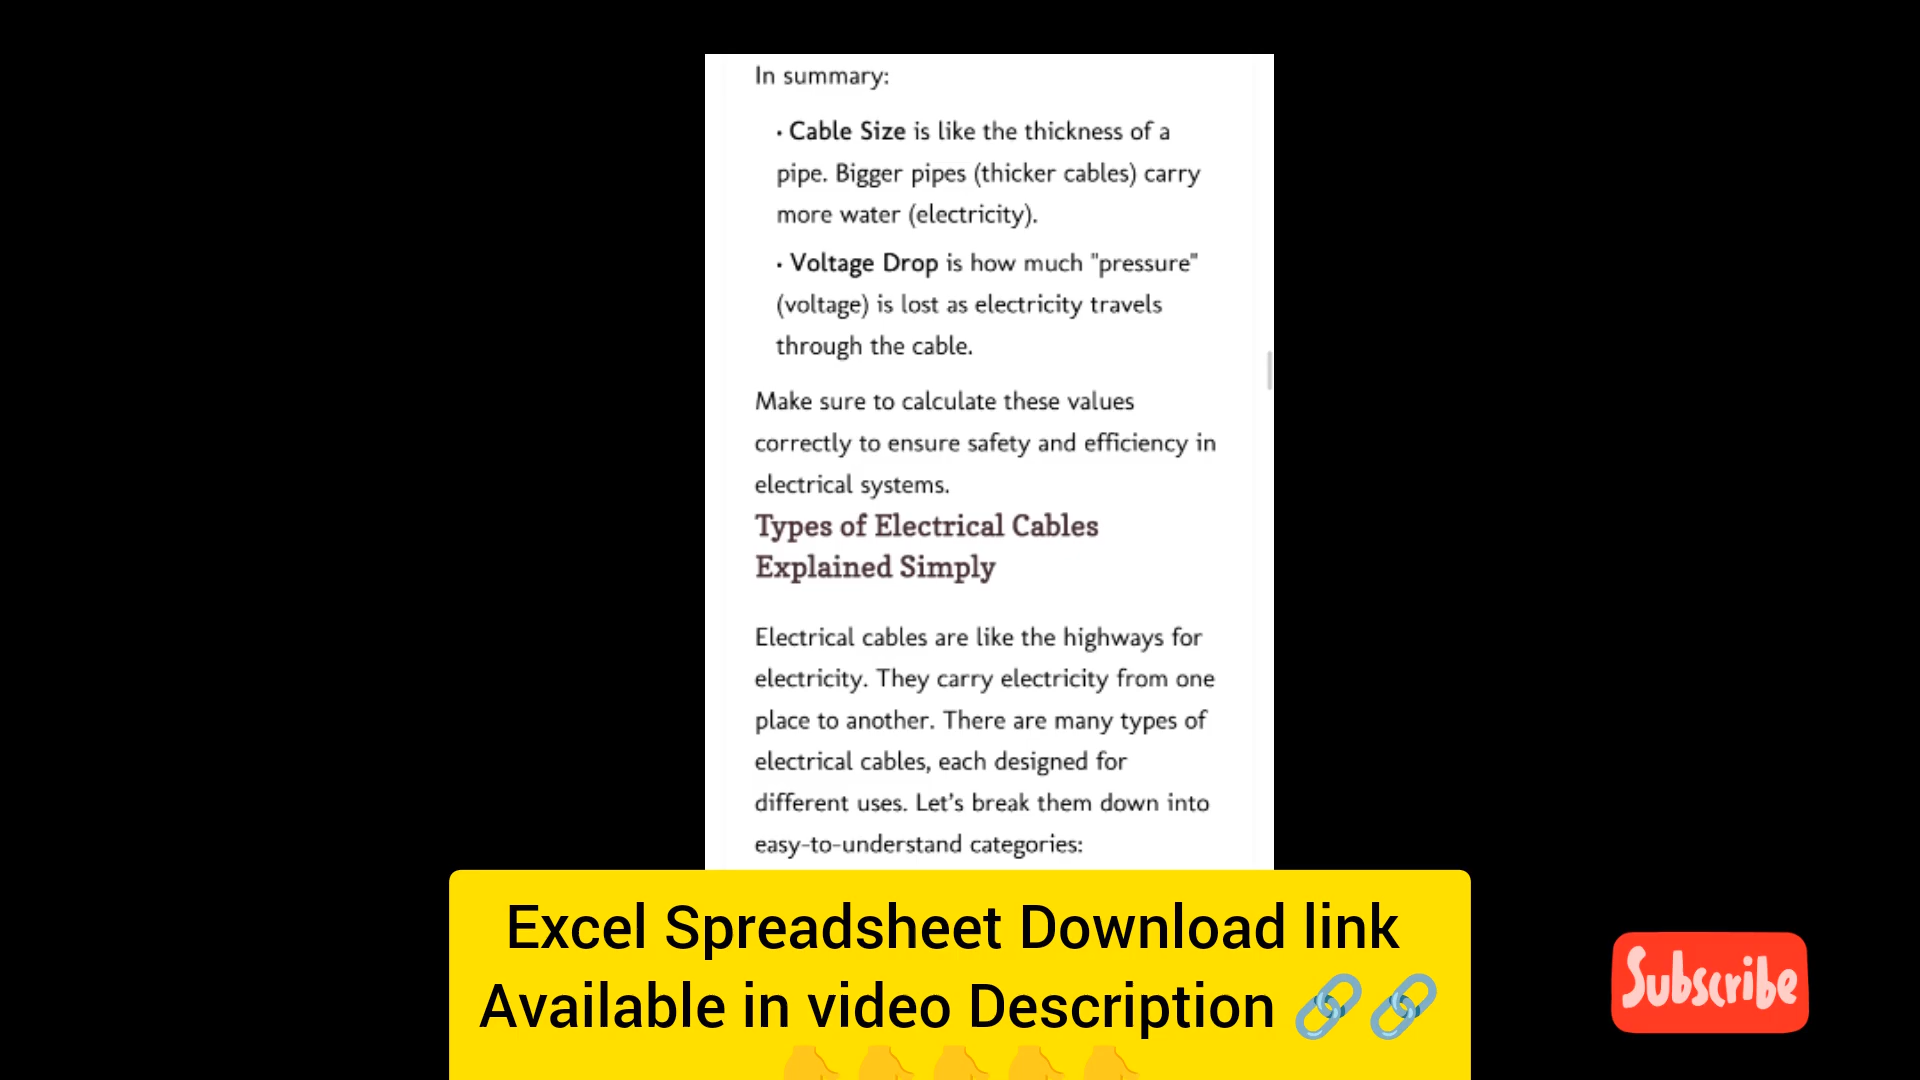 In summary:
• Cable Size is like the thickness of a
pipe. Bigger pipes (thicker cables) carry
more water (electricity).
• Voltage Drop is how much "pressure"
(voltage) is lost as electricity travels
through the cable.
Make sure to calculate these values
correctly to ensure safety and efficiency in
electrical systems.
Types of Electrical Cables
Explained Simply
Electrical cables are like the highways for
electricity. They carry electricity from one
place to another. There are many types of
electrical cables, each designed for
different uses. Let’s break them down into
easy-to-understand categories:
Excel Spreadsheet Download link
Available in video Description 🔗🔗
👇👇👇👇👇
Subscribe